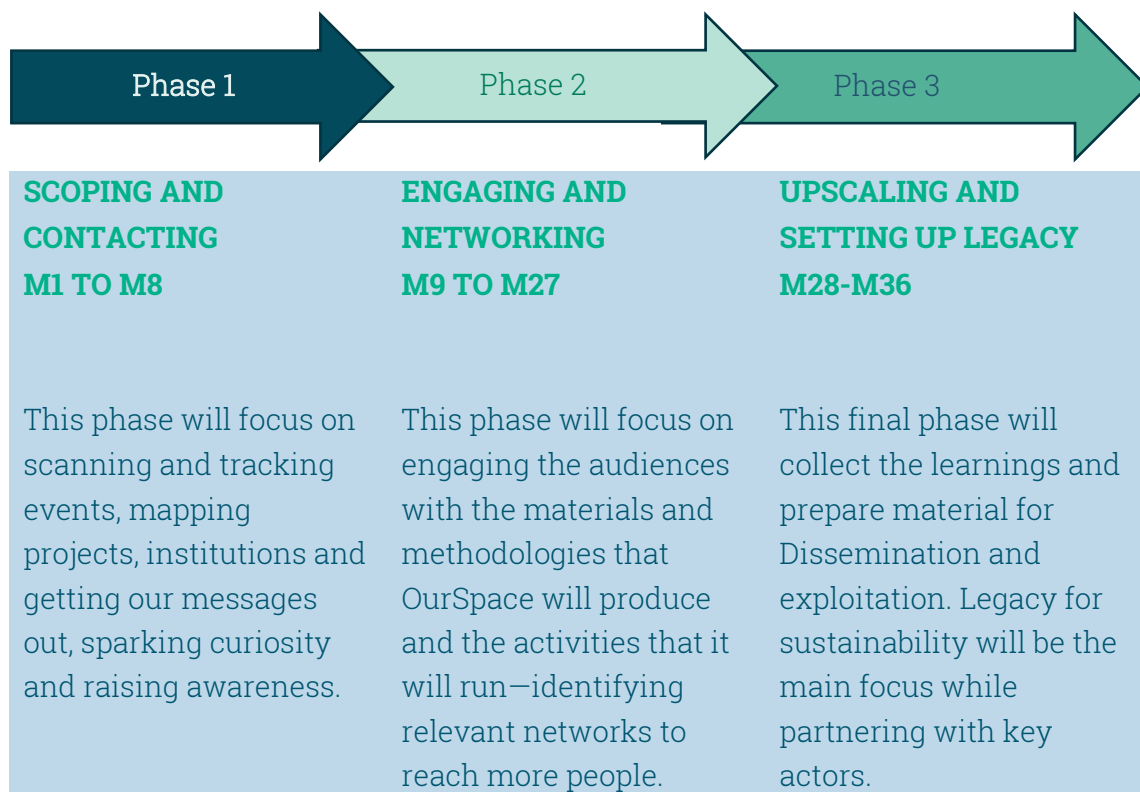 Phase 1
Phase 2
Phase 3
SCOPING AND
CONTACTING
M1 TO M8
This phase will focus on
scanning and tracking
events, mapping
projects, institutions and
getting our messages
out, sparking curiosity
and raising awareness.
ENGAGING AND
NETWORKING
M9 TO M27
This phase will focus on
engaging the audiences
with the materials and
methodologies that
OurSpace will produce
and the activities that it
will run—identifying
relevant networks to
reach more people.
UPSCALING AND
SETTING UP LEGACY
M28-M36
This final phase will
collect the learnings and
prepare material for
Dissemination and
exploitation. Legacy for
sustainability will be the
main focus while
partnering with key
actors.